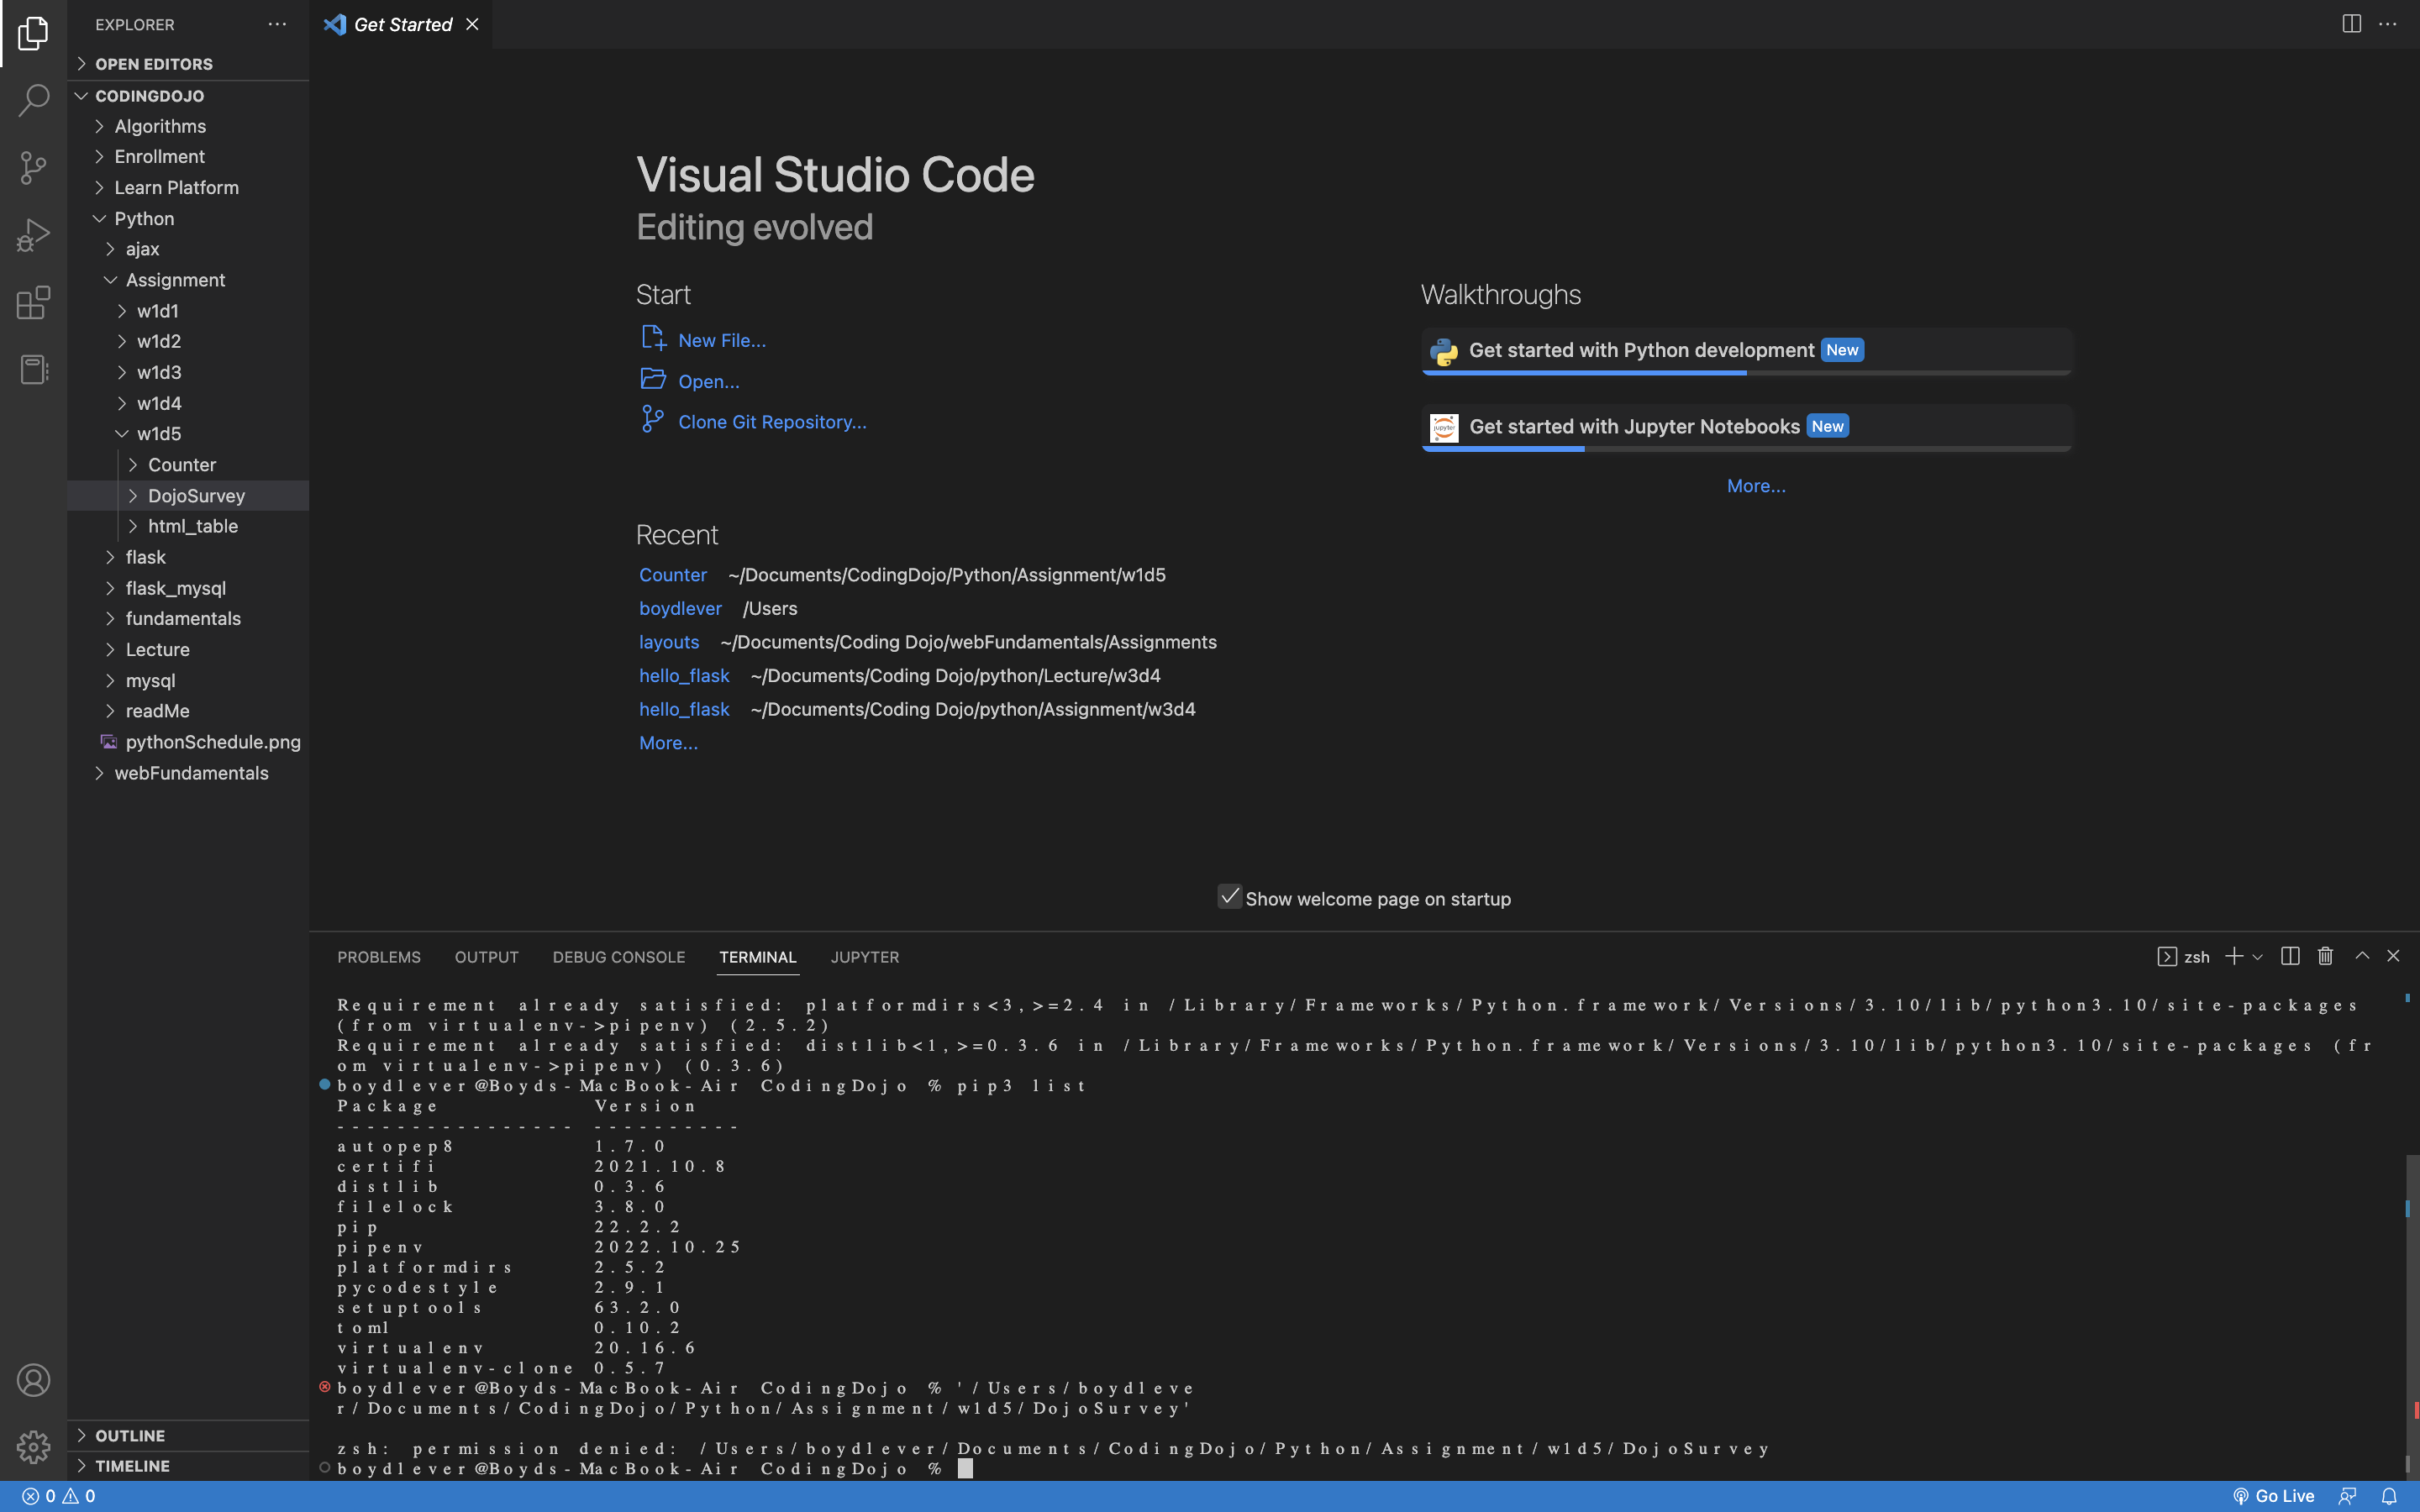 EXPLORER
OPEN EDITORS
CODINGDOJO
Algorithms
Enrollment
Learn Platform
Python
ajax
Assignment
w1d1
w1d2
w1d3
w1d4
w1d5
Counter
DojoSurvey
html_table
flask
flask_mysql
fundamentals
Lecture
mysql
readMe
pythonSchedule.png
webFundamentals
OUTLINE
TIMELINE
Get Started
Visual Studio Code
Editing evolved
Start
New File...
Open...
Clone Git Repository...
Recent
Counter ~/Documents/CodingDojo/Python/Assignment/w1d5
boydlever /Users
layouts ~/Documents/Coding Dojo/webFundamentals/Assignments
hello_flask ~/Documents/Coding Dojo/python/Lecture/w3d4
hello_flask ~/Documents/Coding Dojo/python/Assignment/w3d4
More...
Walkthroughs
Get started with Python development New
jupyter
Get started with Jupyter Notebooks New
More...
Show welcome page on startup
PROBLEMS OUTPUT DEBUG CONSOLE TERMINAL JUPYTER
zsh
Requirement already satisfied: platformdirs<3,>=2.4 in /Library/Frameworks/Python.framework/Versions/3.10/lib/python3.10/site-packages
(from virtualenv->pipenv) (2.5.2)
Requirement already satisfied: distlib<1,>=0.3.6 in /Library/Frameworks/Python.framework/Versions/3.10/lib/python3.10/site-packages (fr
om virtualenv->pipenv) (0.3.6)
boydlever@Boyds-MacBook-Air CodingDojo % pip3 list
Package Version
---------------- ----------
autopep8 1.7.0
certifi 2021.10.8
distlib 0.3.6
filelock 3.8.0
pip 22.2.2
pipenv 2022.10.25
platformdirs 2.5.2
pycodestyle 2.9.1
setuptools 63.2.0
toml 0.10.2
virtualenv 20.16.6
virtualenv-clone 0.5.7
boydlever@Boyds-MacBook-Air CodingDojo % '/Users/boydleve
r/Documents/CodingDojo/Python/Assignment/w1d5/DojoSurvey'
zsh: permission denied: /Users/boydlever/Documents/CodingDojo/Python/Assignment/w1d5/DojoSurvey
boydlever@Boyds-MacBook-Air CodingDojo %
0 0
Go Live